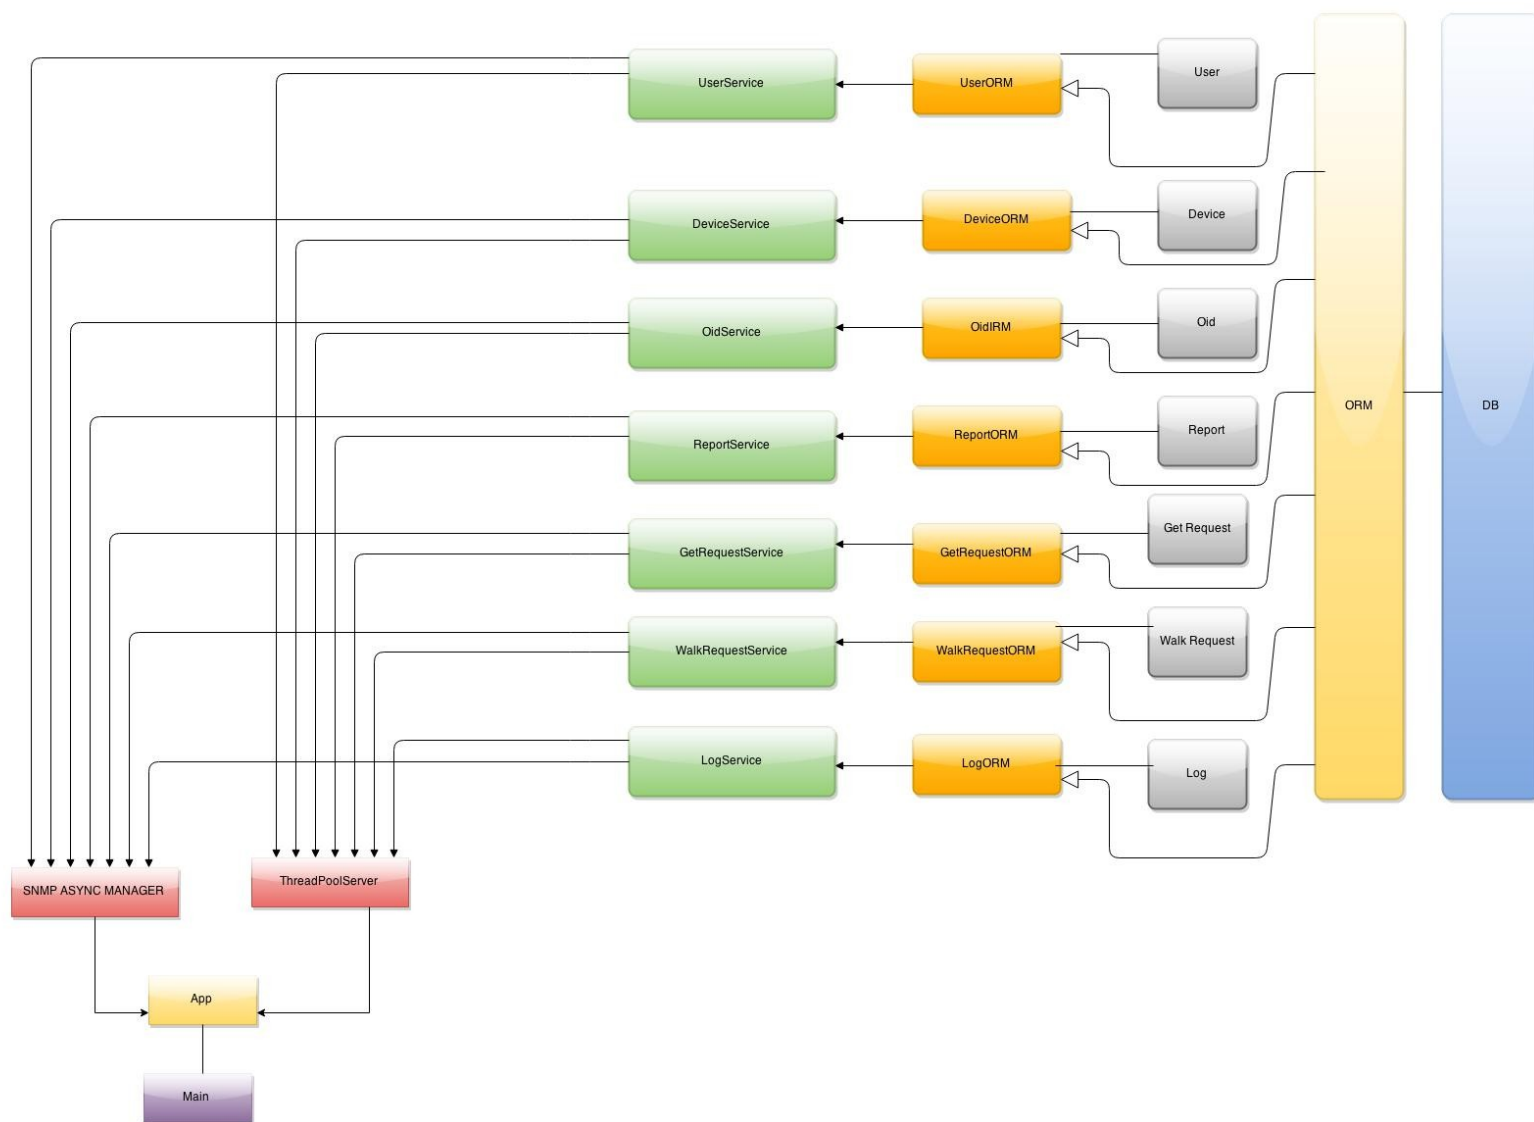 UserService
UserORM
User
DeviceService
DeviceORM
Device
OidService
OidIRM
Oid
ORM
DB
ReportService
ReportORM
Report
GetRequestService
GetRequestORM
Get Request
WalkRequestService
WalkRequestORM
Walk Request
LogService
LogORM
Log
SNMP ASYNC MANAGER
ThreadPoolServer
App
Main